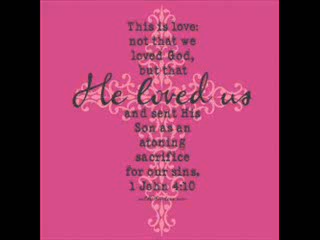 This is love:
not that we
loved God,
but that
He loved us
and sent His
Son as an
atoning
sacrifice
for our sins.
1 John 4:10